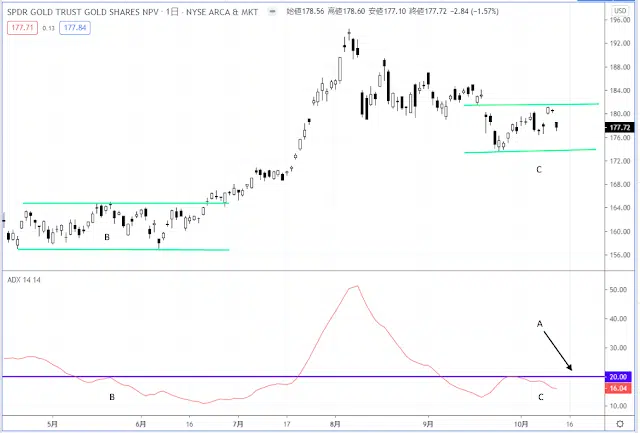 SPDR GOLD TRUST GOLD SHARES NPV · 1日 · NYSE ARCA & MKT 始値178.56 高値178.60 安値177.10 終値177.72 −2.84 (−1.57%)
USD
177.71 0.13 177.84
196.00
192.00
188.00
184.00
180.00
177.72
176.00
172.00
168.00
164.00
160.00
156.00
B
C
ADX 14 14
50.00
40.00
30.00
20.00
16.04
10.00
A
B
C
5月 6月 7月 17 8月 9月 10月 16